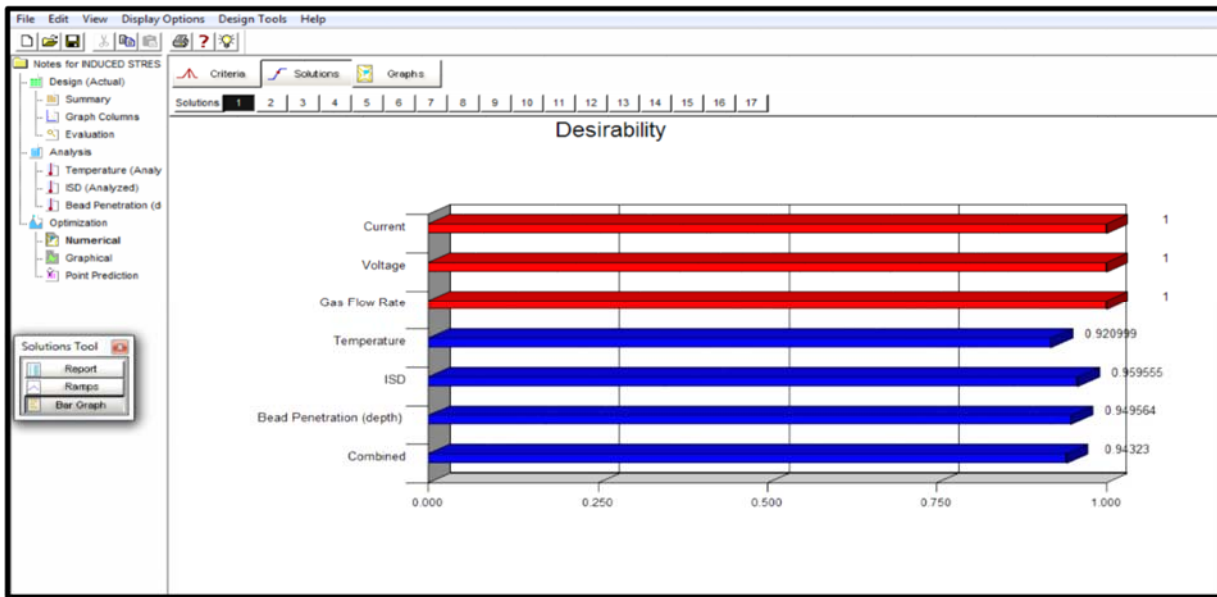 File Edit View Display Options Design Tools Help
Notes for INDUCED STRES
Design (Actual)
Summary
Graph Columns
Evaluation
Analysis
Temperature (Analy
ISD (Analyzed)
Bead Penetration (d
Optimization
Numerical
Graphical
Point Prediction
Solutions Tool
Report
Ramps
Bar Graph
Criteria Solutions Graphs
Solutions 1 2 3 4 5 6 7 8 9 10 11 12 13 14 15 16 17
Desirability
Current 1
Voltage 1
Gas Flow Rate 1
Temperature 0.920999
ISD 0.959555
Bead Penetration (depth) 0.949564
Combined 0.94323
0.000 0.250 0.500 0.750 1.000